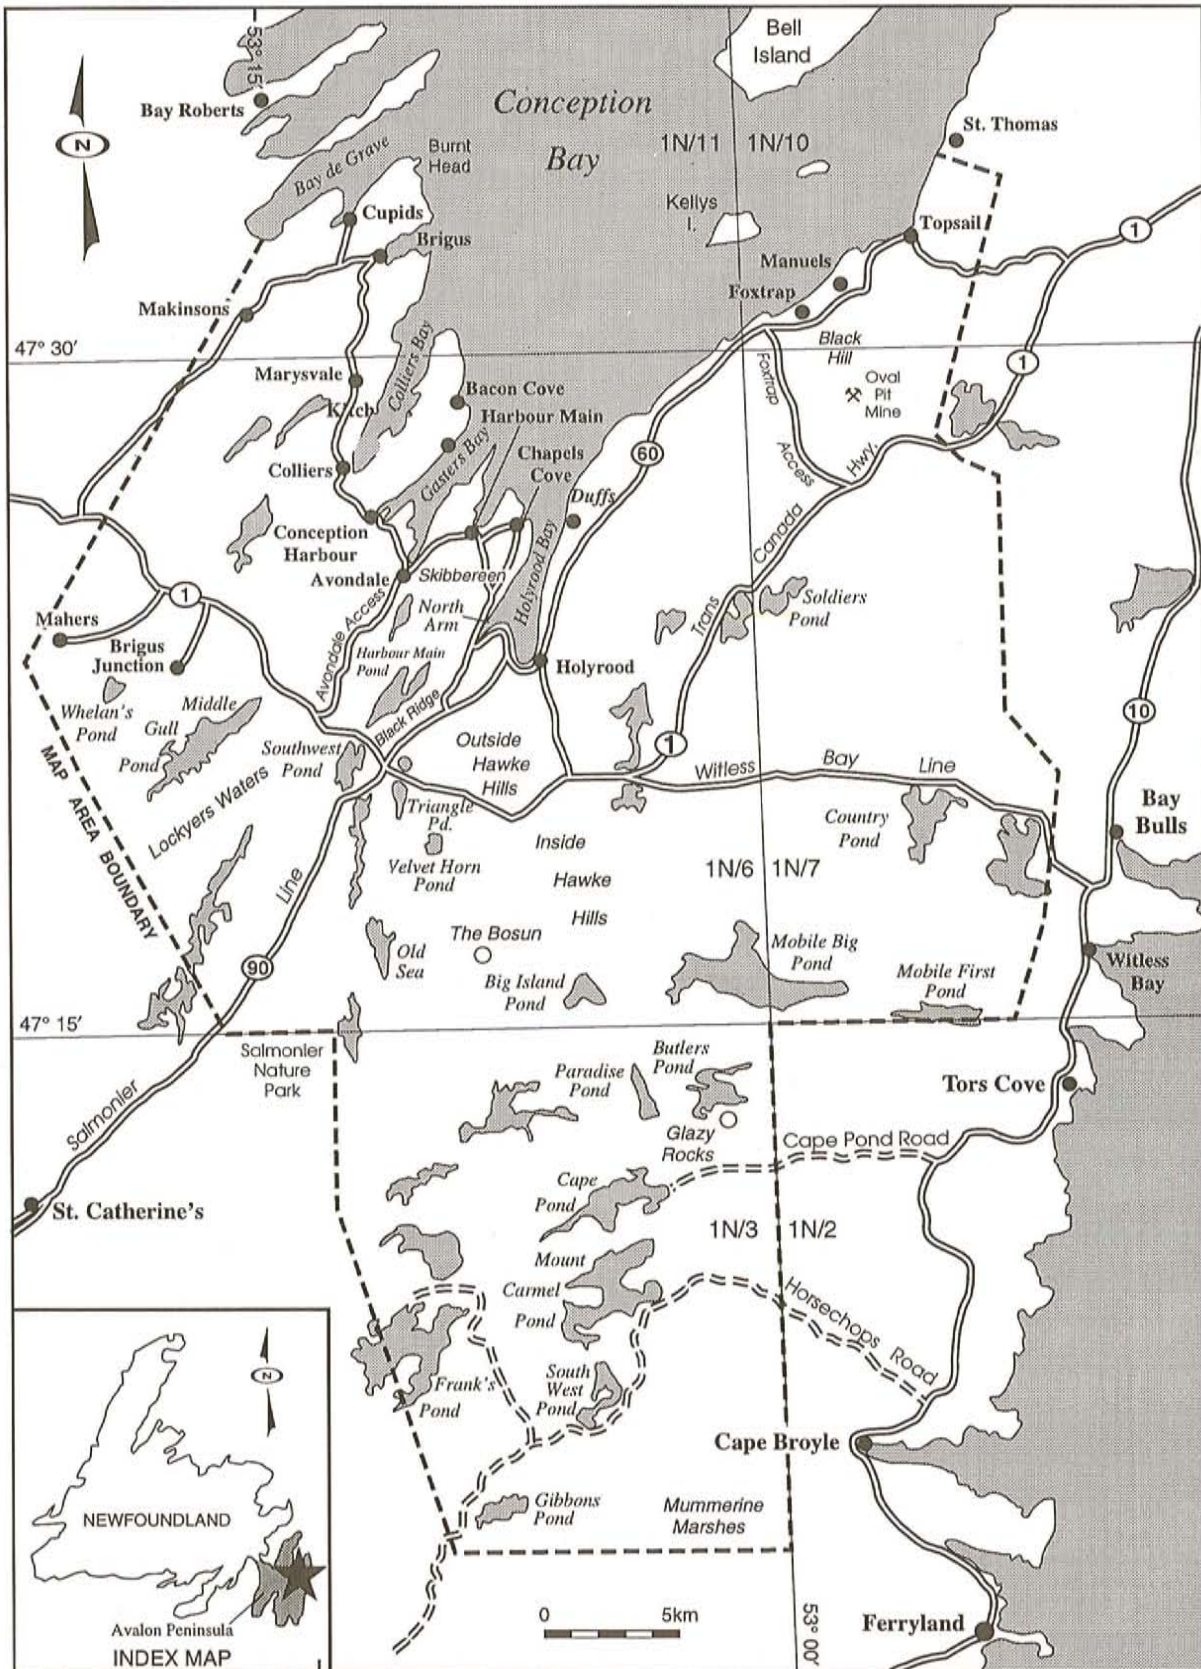 53° 15′
Bell
Island
Conception
Bay
Bay Roberts
1N/11
1N/10
St. Thomas
N
Burnt
Head
Bay de Grave
Kellys
I.
Cupids
Topsail
1
Brigus
Manuels
Foxtrap
Makinsons
47° 30′
Black
Hill
Colliers Bay
Foxtrap
Access
1
Marysvale
Oval
Pit
Mine
Bacon Cove
Kitch
Harbour Main
60
Hwy.
Gasters Bay
Chapels
Cove
Colliers
Duffs
Conception
Harbour
Canada
Avondale
Skibbereen
Holyrood Bay
1
Avondale Access
North
Arm
Trans
Soldiers
Pond
Mahers
Brigus
Junction
Harbour Main
Pond
Holyrood
Whelan's
Pond
Middle
Gull
Pond
Black Ridge
10
Southwest
Pond
Outside
Hawke
Hills
1
Witless
Bay
Line
MAP AREA BOUNDARY
Lockyers Waters
Triangle
Pd.
Country
Pond
Bay
Bulls
Velvet Horn
Pond
Inside
Hawke
Hills
1N/6
1N/7
Line
The Bosun
Old
Sea
Mobile Big
Pond
Witless
Bay
90
Big Island
Pond
Mobile First
Pond
47° 15′
Salmonier
Nature
Park
Butlers
Pond
Paradise
Pond
Tors Cove
Salmonier
Glazy
Rocks
Cape Pond Road
Cape
Pond
St. Catherine's
1N/3
1N/2
Mount
Carmel
Pond
Horsechops Road
South
West
Pond
Frank's
Pond
Cape Broyle
N
NEWFOUNDLAND
Gibbons
Pond
Mummerine
Marshes
Avalon Peninsula
INDEX MAP
0
5km
53° 00′
Ferryland